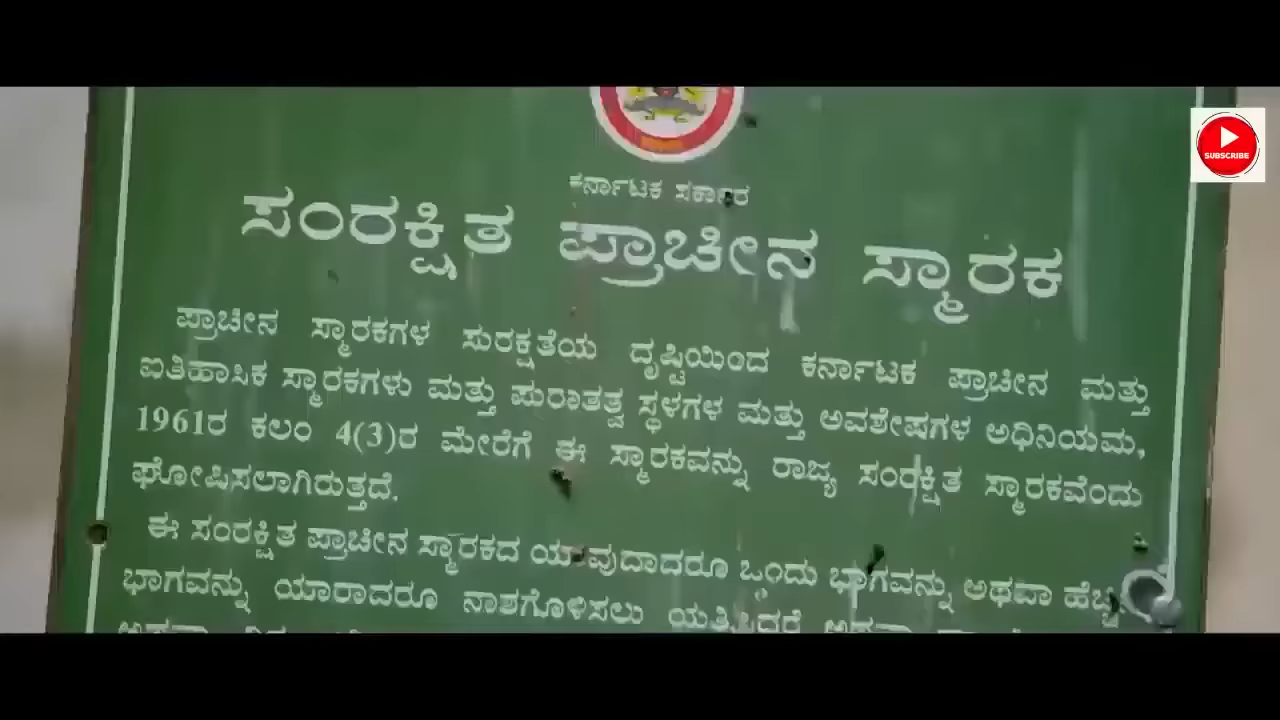 ಕರ್ನಾಟಕ ಸರ್ಕಾರ
ಸಂರಕ್ಷಿತ ಪ್ರಾಚೀನ ಸ್ಮಾರಕ
ಪ್ರಾಚೀನ ಸ್ಮಾರಕಗಳ ಸುರಕ್ಷತೆಯ ದೃಷ್ಟಿಯಿಂದ ಕರ್ನಾಟಕ ಪ್ರಾಚೀನ ಮತ್ತು
ಐತಿಹಾಸಿಕ ಸ್ಮಾರಕಗಳು ಮತ್ತು ಪುರಾತತ್ವ ಸ್ಥಳಗಳ ಮತ್ತು ಅವಶೇಷಗಳ ಅಧಿನಿಯಮ,
1961ರ ಕಲಂ 4(3)ರ ಮೇರೆಗೆ ಈ ಸ್ಮಾರಕವನ್ನು ರಾಜ್ಯ ಸಂರಕ್ಷಿತ ಸ್ಮಾರಕವೆಂದು
ಘೋಷಿಸಲಾಗಿರುತ್ತದೆ.
ಈ ಸಂರಕ್ಷಿತ ಪ್ರಾಚೀನ ಸ್ಮಾರಕದ ಯಾವುದಾದರೂ ಒಂದು ಭಾಗವನ್ನು ಅಥವಾ ಹೆಚ್ಚು
ಭಾಗವನ್ನು ಯಾರಾದರೂ ನಾಶಗೊಳಿಸಲು ಯತ್ನಿಸಿದರೆ ಅಥವಾ
SUBSCRIBE